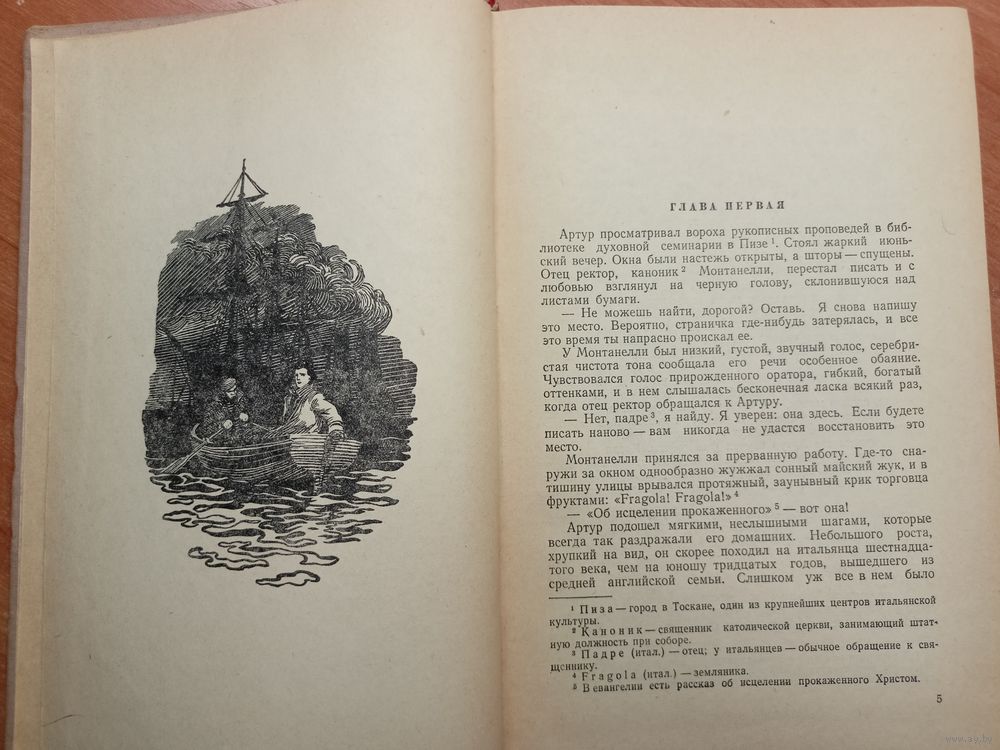 ГЛАВА ПЕРВАЯ
Артур просматривал вороха рукописных проповедей в биб-
лиотеке духовной семинарии в Пизе ¹. Стоял жаркий июнь-
ский вечер. Окна были настежь открыты, а шторы — спущены.
Отец ректор, каноник ² Монтанелли, перестал писать и с
любовью взглянул на черную голову, склонившуюся над
листами бумаги.
— Не можешь найти, дорогой? Оставь. Я снова напишу
это место. Вероятно, страничка где-нибудь затерялась, и все
это время ты напрасно проискал ее.
У Монтанелли был низкий, густой, звучный голос, серебри-
стая чистота тона сообщала его речи особенное обаяние.
Чувствовался голос прирожденного оратора, гибкий, богатый
оттенками, и в нем слышалась бесконечная ласка всякий раз,
когда отец ректор обращался к Артуру.
— Нет, падре ³, я найду. Я уверен: она здесь. Если будете
писать наново — вам никогда не удастся восстановить это
место.
Монтанелли принялся за прерванную работу. Где-то сна-
ружи за окном однообразно жужжал сонный майский жук, и в
тишину улицы врывался протяжный, заунывный крик торговца
фруктами: «Fragola! Fragola!» ⁴
— «Об исцелении прокаженного» ⁵ — вот она!
Артур подошел мягкими, неслышными шагами, которые
всегда так раздражали его домашних. Небольшого роста,
хрупкий на вид, он скорее походил на итальянца шестнадца-
того века, чем на юношу тридцатых годов, вышедшего из
средней английской семьи. Слишком уж все в нем было
¹ Пиза — город в Тоскане, один из крупнейших центров итальянской
культуры.
² Каноник — священник католической церкви, занимающий штат-
ную должность при соборе.
³ Падре (итал.) — отец; у итальянцев — обычное обращение к свя-
щеннику.
⁴ Fragola (итал.) — земляника.
⁵ В евангелии есть рассказ об исцелении прокаженного Христом.
5
www.ay.by